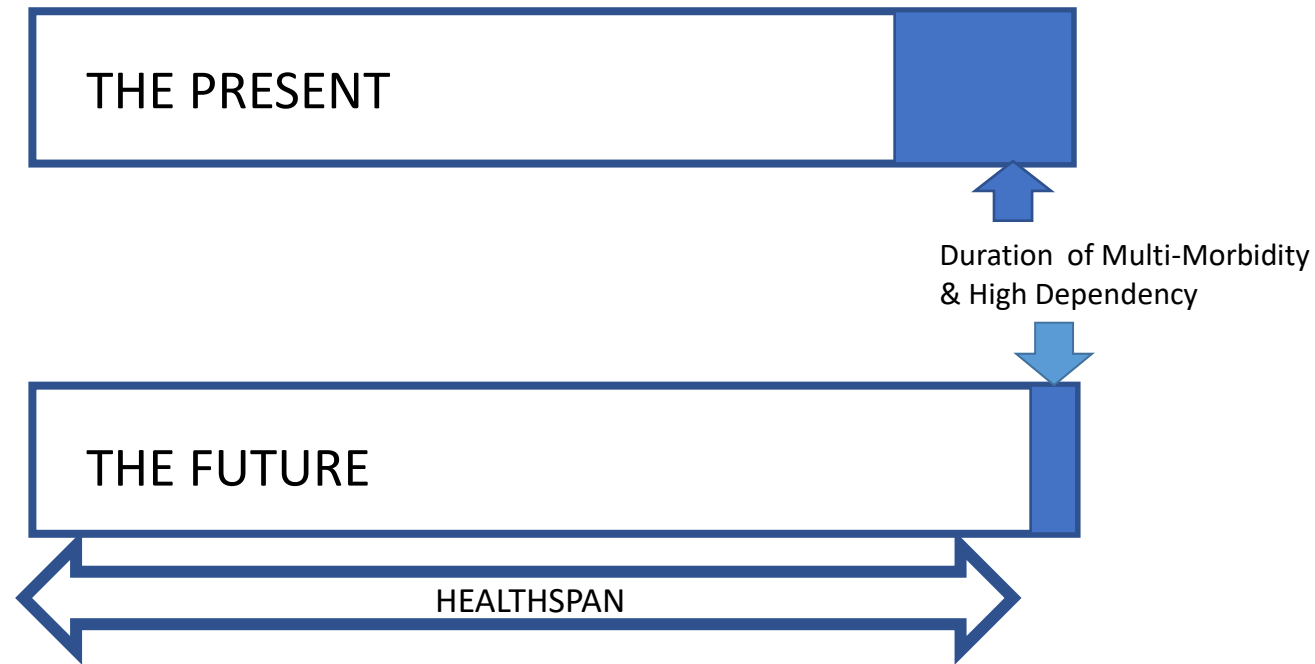 THE PRESENT
Duration of Multi-Morbidity
& High Dependency
THE FUTURE
HEALTHSPAN